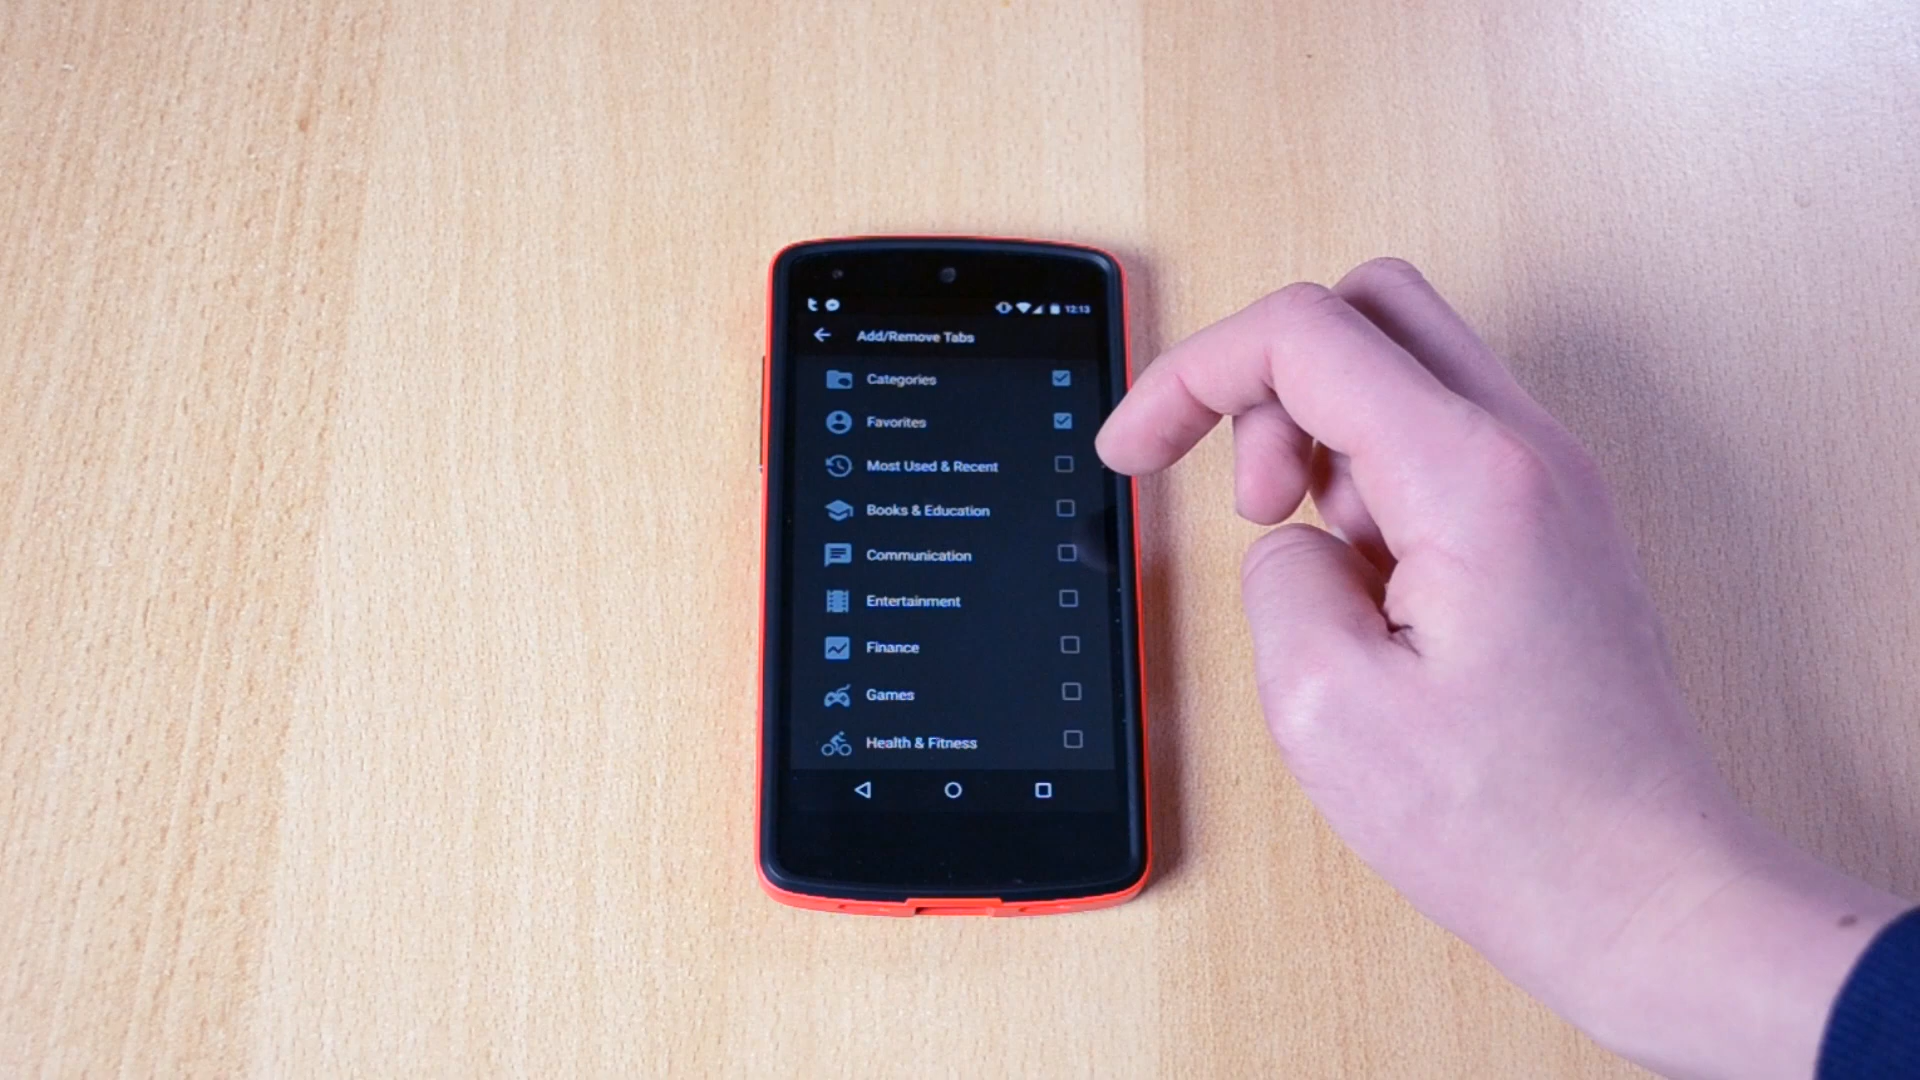 12:13
Add/Remove Tabs
Categories
Favorites
Most Used & Recent
Books & Education
Communication
Entertainment
Finance
Games
Health & Fitness